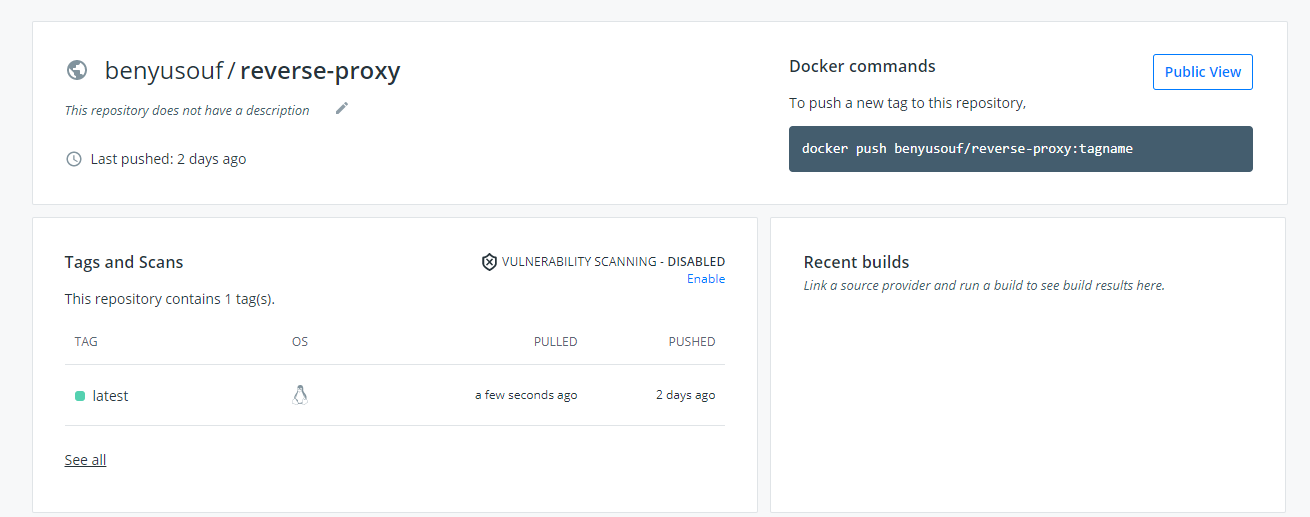 benyusouf/reverse-proxy
This repository does not have a description
Last pushed: 2 days ago
Docker commands
Public View
To push a new tag to this repository,
docker push benyusouf/reverse-proxy:tagname
Tags and Scans
VULNERABILITY SCANNING - DISABLED
Enable
This repository contains 1 tag(s).
TAG OS PULLED PUSHED
latest a few seconds ago 2 days ago
See all
Recent builds
Link a source provider and run a build to see build results here.